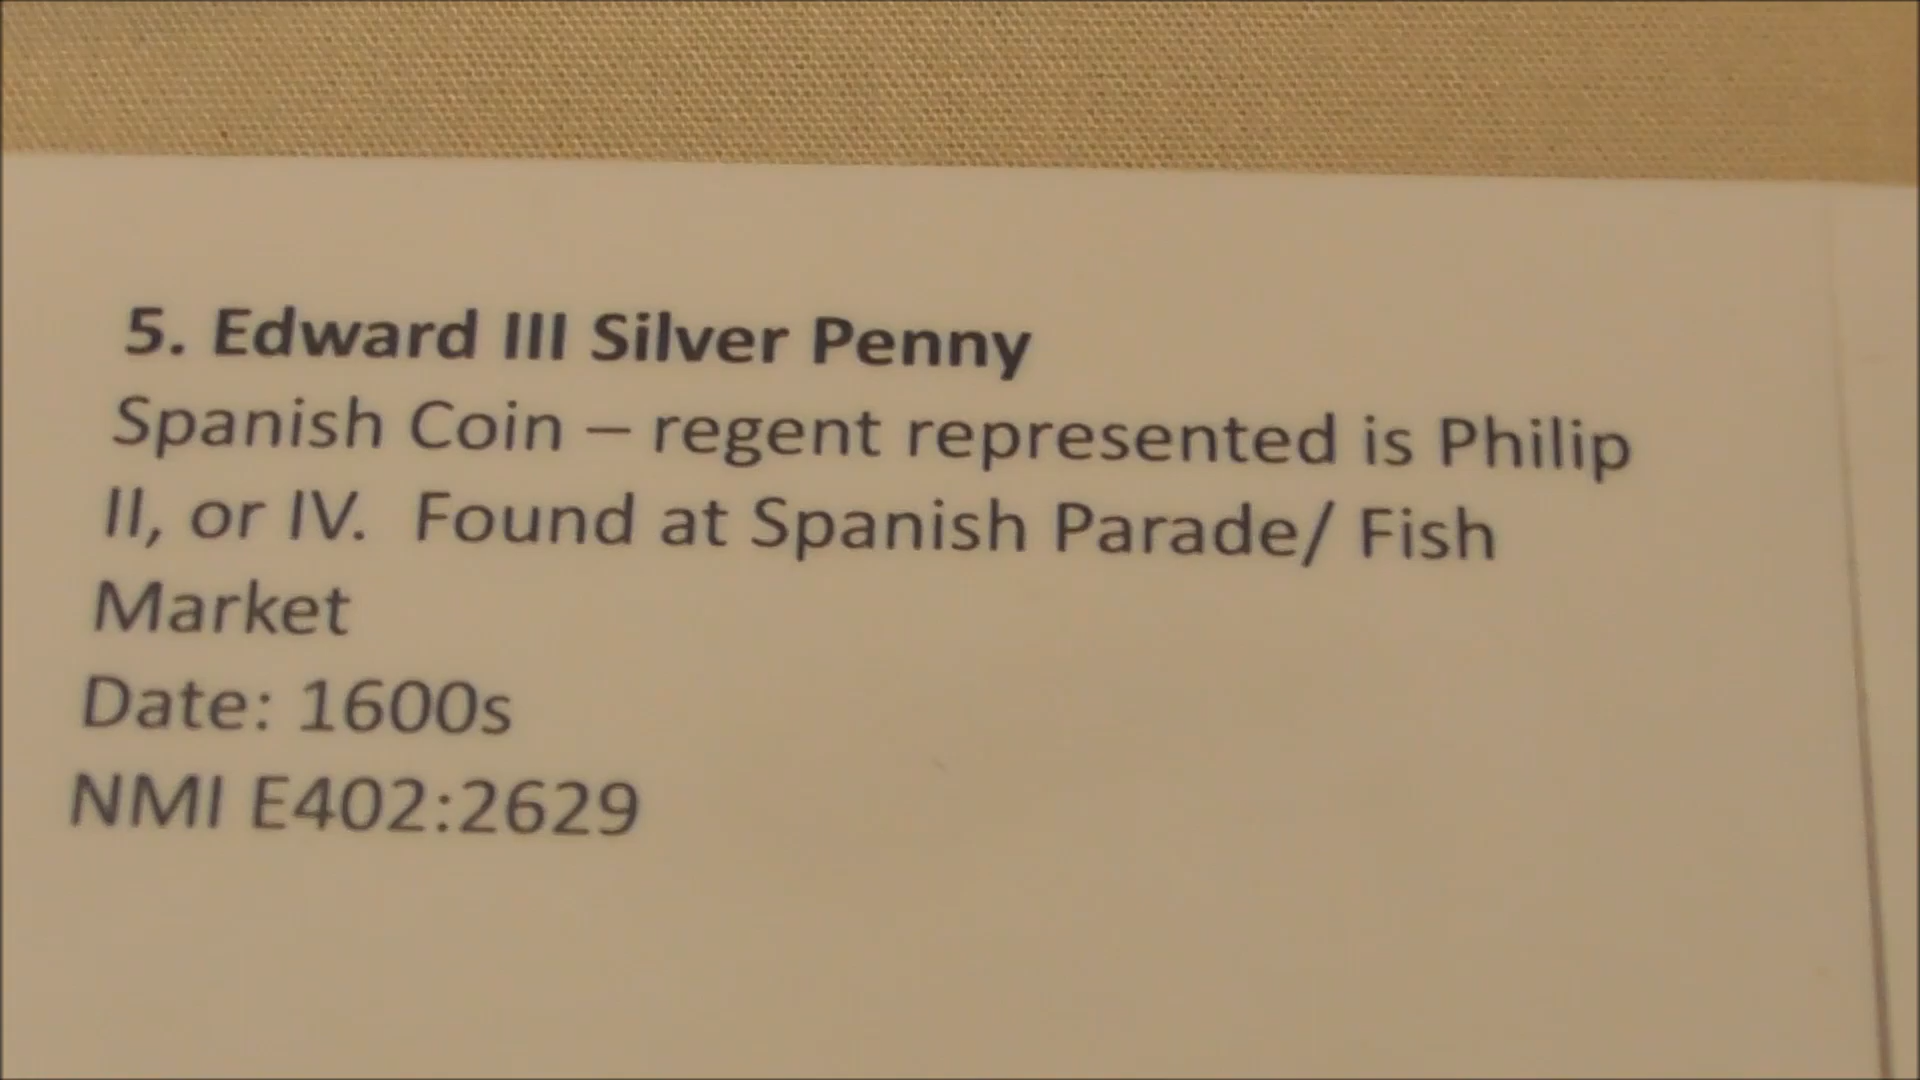 5. Edward III Silver Penny
Spanish Coin – regent represented is Philip
II, or IV.  Found at Spanish Parade/ Fish
Market
Date: 1600s
NMI E402:2629